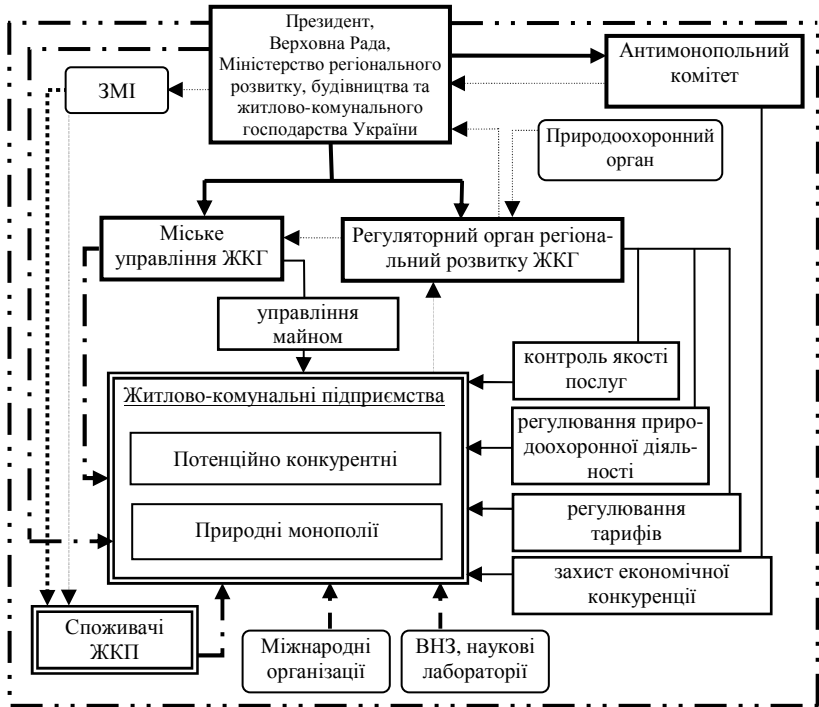 Президент,
Верховна Рада,
Міністерство регіонального
розвитку, будівництва та
житлово-комунального
господарства України
Антимонопольний
комітет
ЗМІ
Природоохоронний
орган
Міське
управління ЖКГ
Регуляторний орган регіона-
льний розвитку ЖКГ
управління
майном
контроль якості
послуг
Житлово-комунальні підприємства
Потенційно конкурентні
Природні монополії
регулювання приро-
доохоронної діяль-
ності
регулювання
тарифів
захист економічної
конкуренції
Споживачі
ЖКП
Міжнародні
організації
ВНЗ, наукові
лабораторії